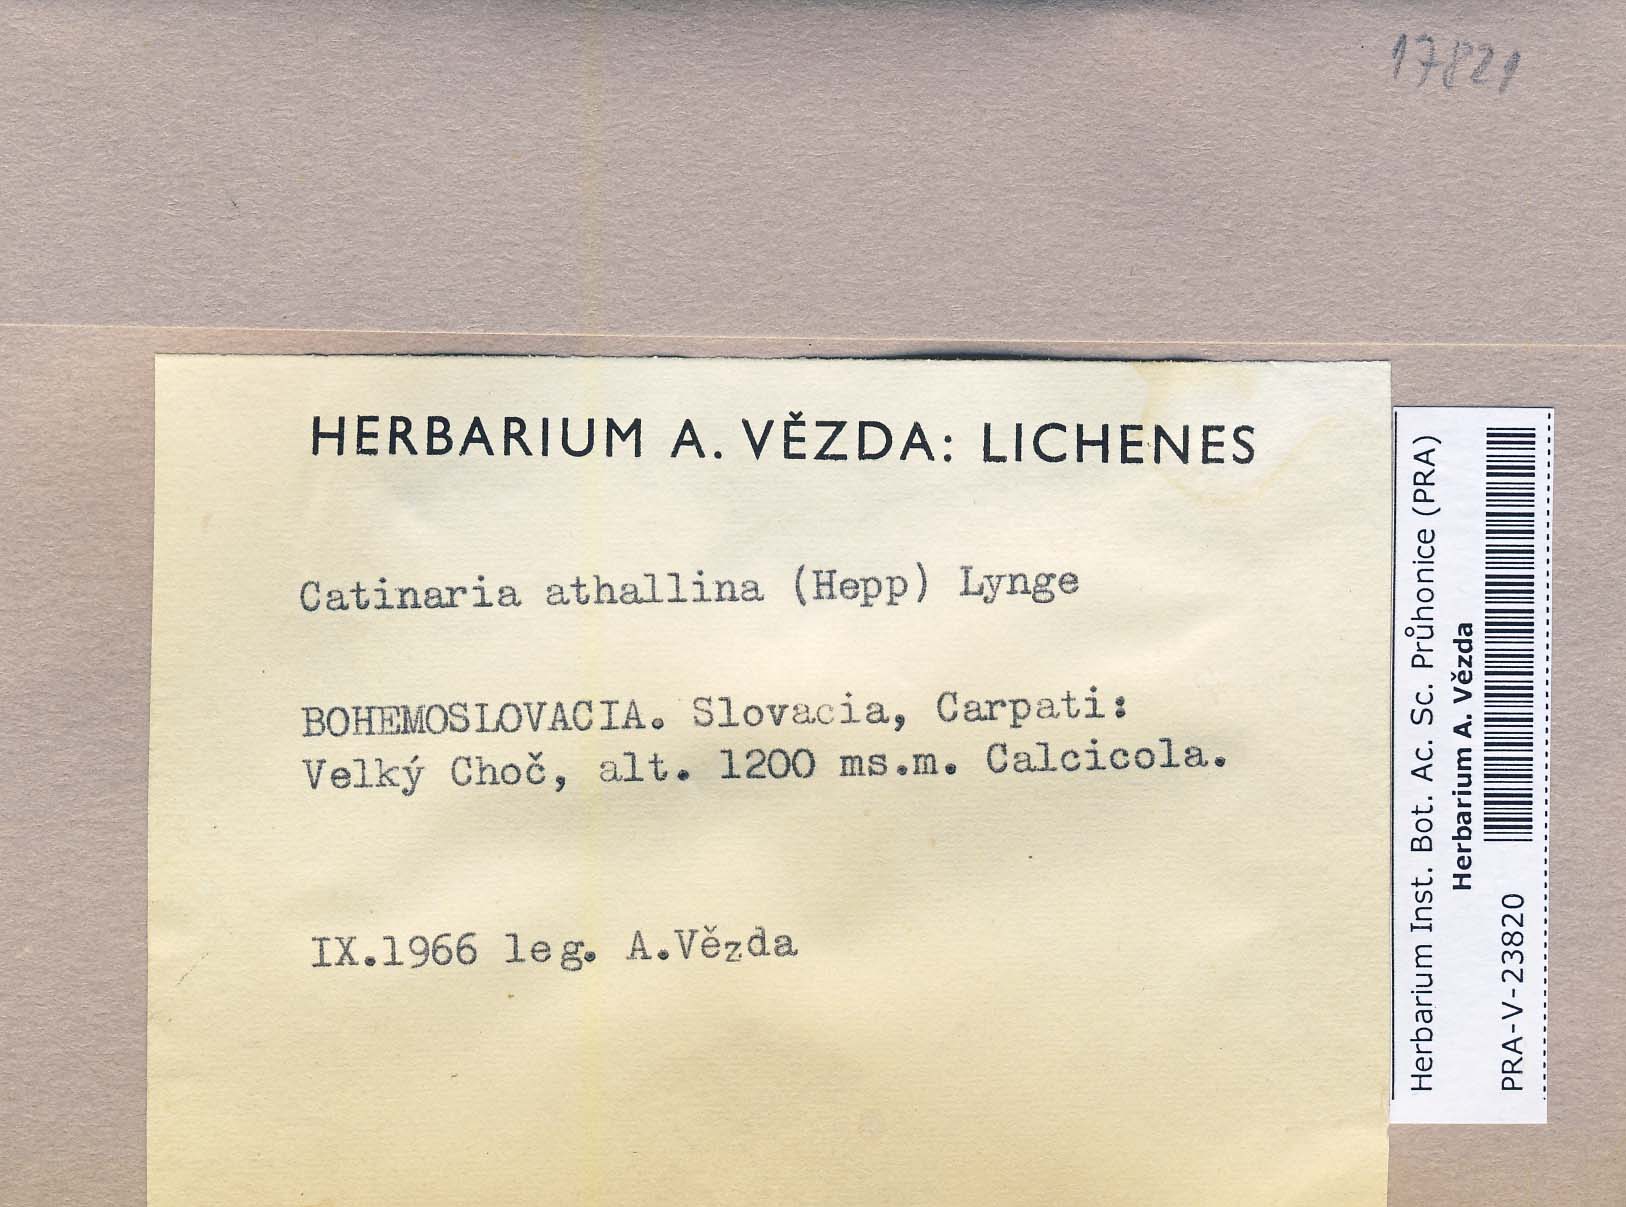 17821
HERBARIUM A. VĚZDA: LICHENES
Catinaria athallina (Hepp) Lynge
BOHEMOSLOVACIA. Slovacia, Carpati:
Velký Choč, alt. 1200 ms.m. Calcicola.
IX.1966 leg. A.Vězda
Herbarium Inst. Bot. Ac. Sc. Průhonice (PRA)
Herbarium A. Vězda
PRA-V-23820